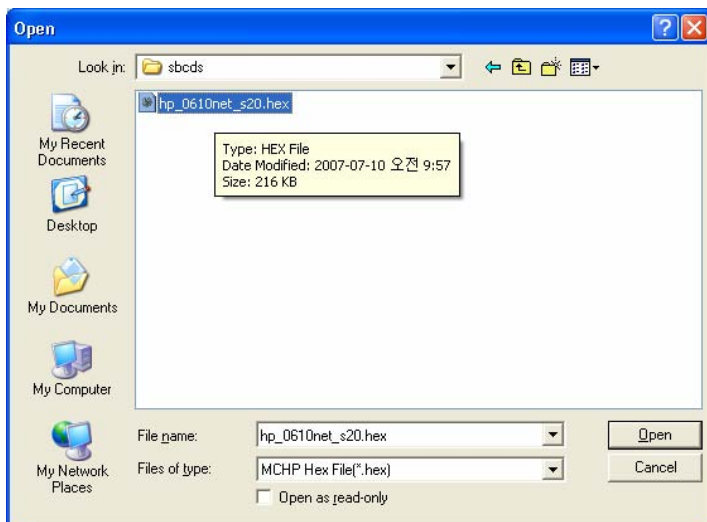 Open
Look in: sbcds
hp_0610net_s20.hex
Type: HEX File
Date Modified: 2007-07-10 오전 9:57
Size: 216 KB
My Recent
Documents
Desktop
My Documents
My Computer
My Network
Places
File name: hp_0610net_s20.hex Open
Files of type: MCHP Hex File(*.hex) Cancel
Open as read-only